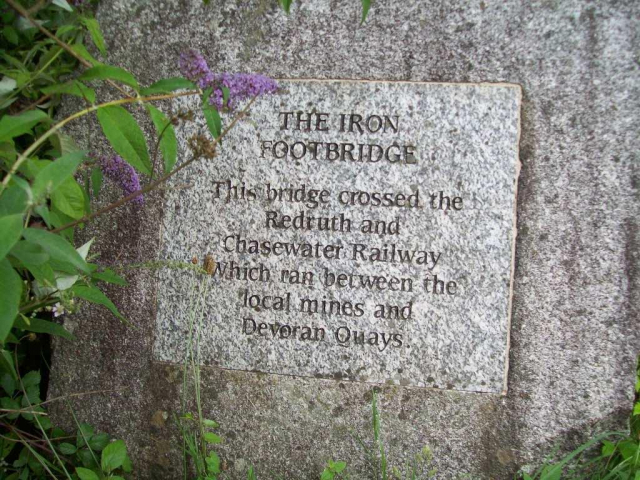 THE IRON
FOOTBRIDGE
This bridge crossed the
Redruth and
Chasewater Railway
Which ran between the
local mines and
Devoran Quays.